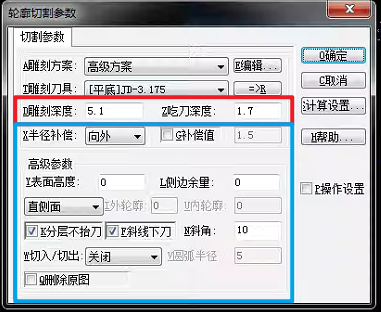 轮廓切割参数
切割参数
A雕刻方案: 高级方案 E编辑...
B雕刻刀具: [平底]JD-3.175 =>R
D雕刻深度: 5.1 Z吃刀深度: 1.7
X半径补偿: 向外 G补偿值 1.5
高级参数
Y表面高度: 0 L侧边余量: 0
直侧面 I外轮廓: 0 U内轮廓: 0
K分层不抬刀 F斜线下刀 N斜角: 10
W切入/切出: 关闭 V圆弧半径 5
Q删除原图
O确定
C取消
S计算设置...
H帮助...
P操作设置